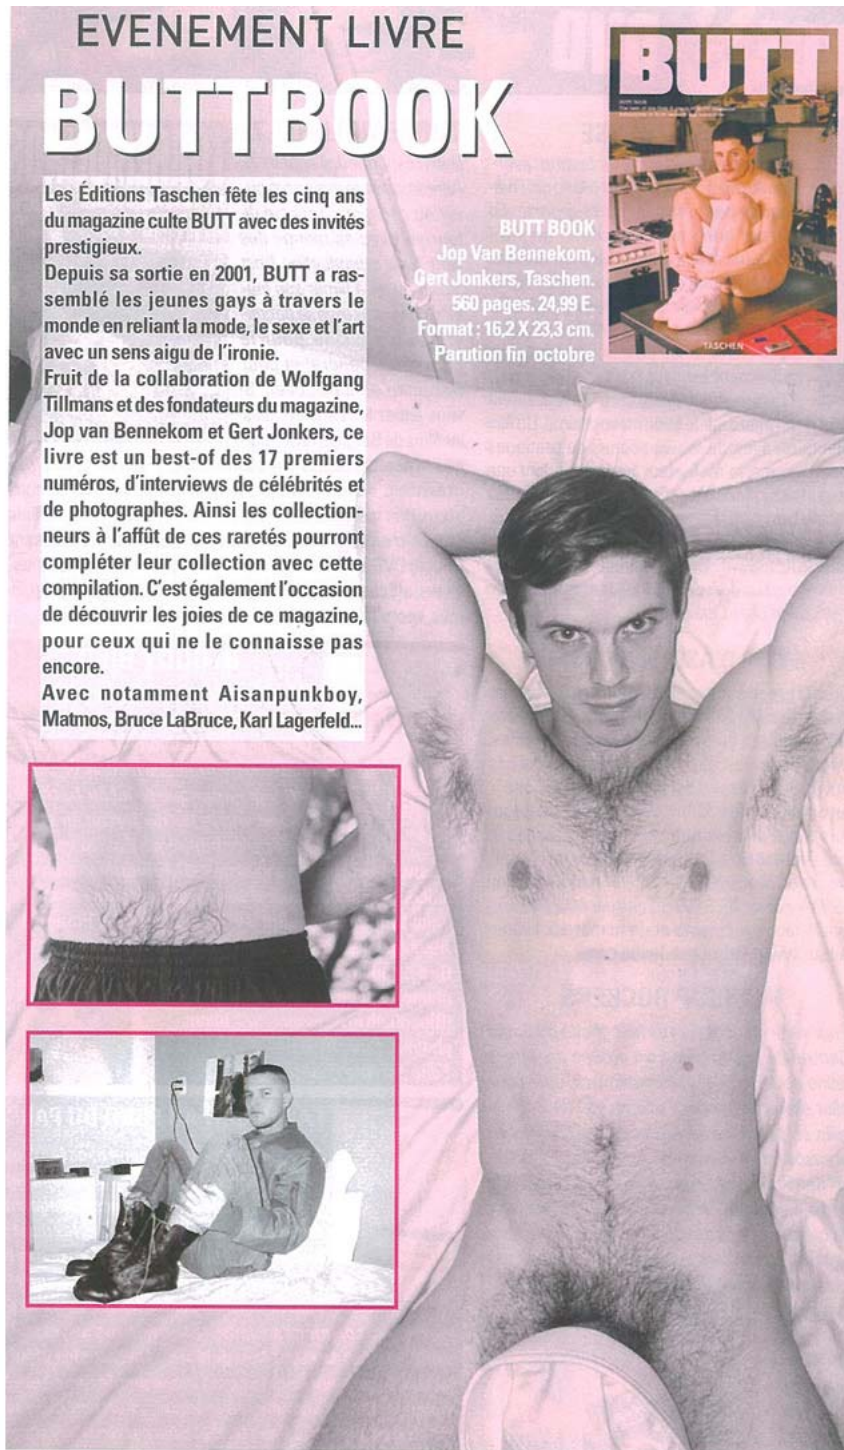 EVENEMENT LIVRE
BUTTBOOK
Les Éditions Taschen fête les cinq ans
du magazine culte BUTT avec des invités
prestigieux.
Depuis sa sortie en 2001, BUTT a ras-
semblé les jeunes gays à travers le
monde en reliant la mode, le sexe et l'art
avec un sens aigu de l'ironie.
Fruit de la collaboration de Wolfgang
Tillmans et des fondateurs du magazine,
Jop van Bennekom et Gert Jonkers, ce
livre est un best-of des 17 premiers
numéros, d'interviews de célébrités et
de photographes. Ainsi les collection-
neurs à l'affût de ces raretés pourront
compléter leur collection avec cette
compilation. C'est également l'occasion
de découvrir les joies de ce magazine,
pour ceux qui ne le connaisse pas
encore.
Avec notamment Aisanpunkboy,
Matmos, Bruce LaBruce, Karl Lagerfeld...
BUTT
TASCHEN
BUTT BOOK
Jop Van Bennekom,
Gert Jonkers, Taschen.
560 pages. 24,99 E.
Format : 16,2 X 23,3 cm.
Parution fin octobre